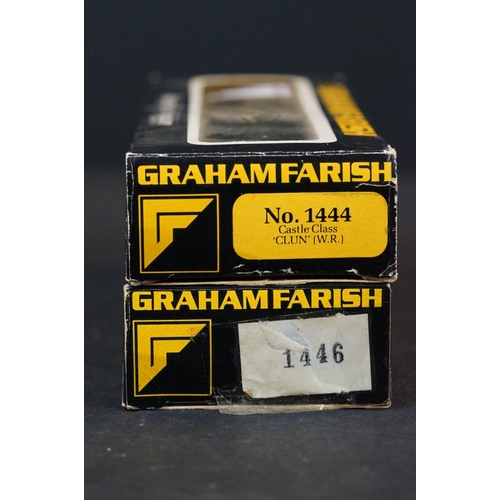 GRAHAM FARISH
No. 1444
Castle Class
'CLUN' (W.R.)
GRAHAM FARISH
1446